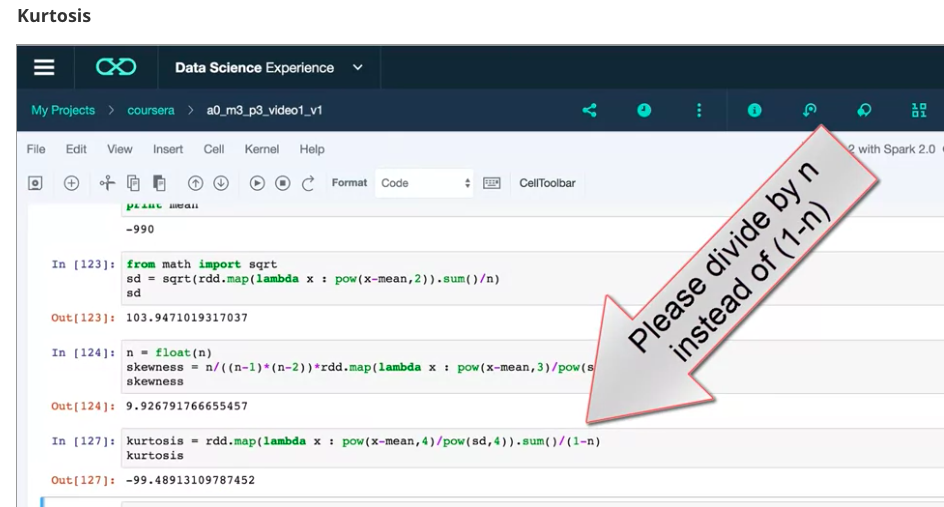 Kurtosis
Data Science Experience
My Projects > coursera > a0_m3_p3_video1_v1
File Edit View Insert Cell Kernel Help
2 with Spark 2.0
Format Code CellToolbar
print mean
-990
In [123]: from math import sqrt
sd = sqrt(rdd.map(lambda x : pow(x-mean,2)).sum()/n)
sd
Out[123]: 103.9471019317037
In [124]: n = float(n)
skewness = n/((n-1)*(n-2))*rdd.map(lambda x : pow(x-mean,3)/pow(s
skewness
Out[124]: 9.926791766655457
In [127]: kurtosis = rdd.map(lambda x : pow(x-mean,4)/pow(sd,4)).sum()/(1-n)
kurtosis
Out[127]: -99.48913109787452
Please divide by n
instead of (1-n)